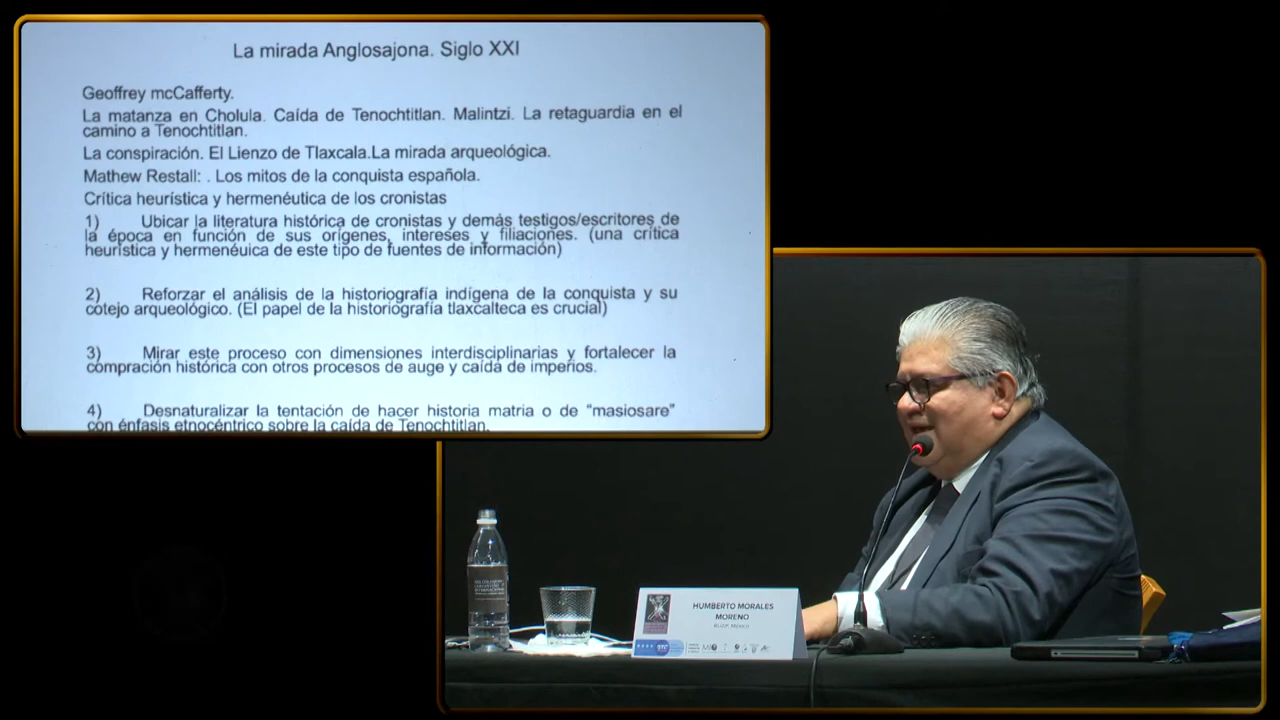 La mirada Anglosajona. Siglo XXI
Geoffrey mcCafferty.
La matanza en Cholula. Caída de Tenochtitlan. Malintzi. La retaguardia en el
camino a Tenochtitlan.
La conspiración. El Lienzo de Tlaxcala.La mirada arqueológica.
Mathew Restall: . Los mitos de la conquista española.
Crítica heurística y hermenéutica de los cronistas
1) Ubicar la literatura histórica de cronistas y demás testigos/escritores de
la época en función de sus orígenes, intereses y filiaciones. (una crítica
heurística y hermenéuica de este tipo de fuentes de información)
2) Reforzar el análisis de la historiografía indígena de la conquista y su
cotejo arqueológico. (El papel de la historiografía tlaxcalteca es crucial)
3) Mirar este proceso con dimensiones interdisciplinarias y fortalecer la
compración histórica con otros procesos de auge y caída de imperios.
4) Desnaturalizar la tentación de hacer historia matria o de “masiosare”
con énfasis etnocéntrico sobre la caída de Tenochtitlan.
HUMBERTO MORALES
MORENO
BUAP, México